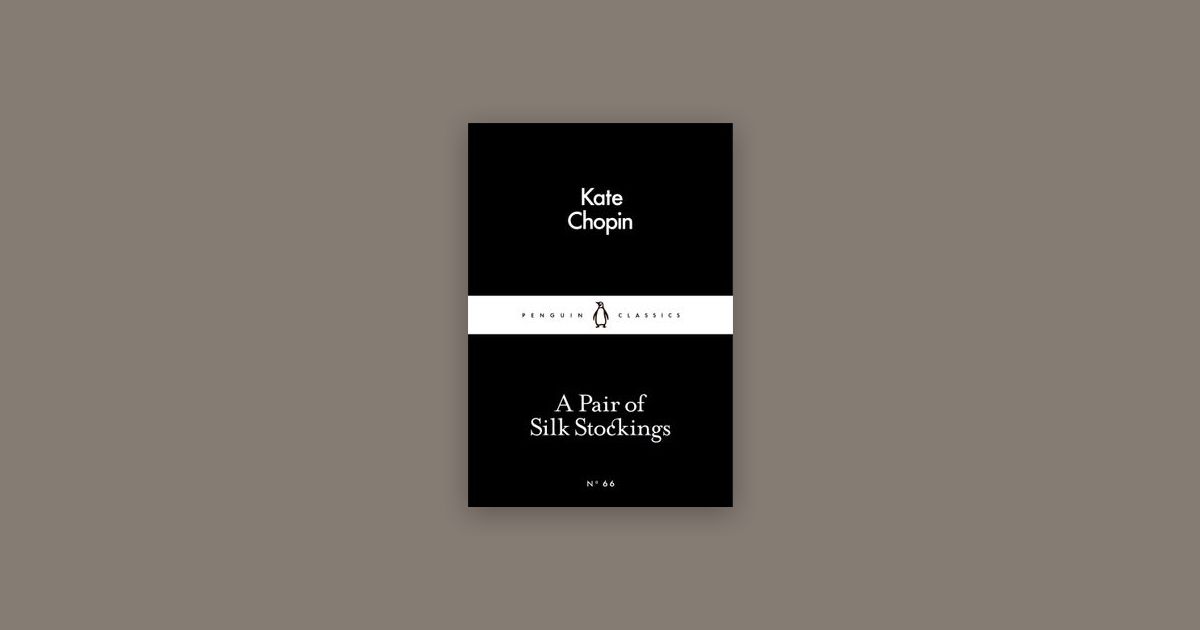 Kate
Chopin
PENGUIN CLASSICS
A Pair of
Silk Stockings
Nº 66